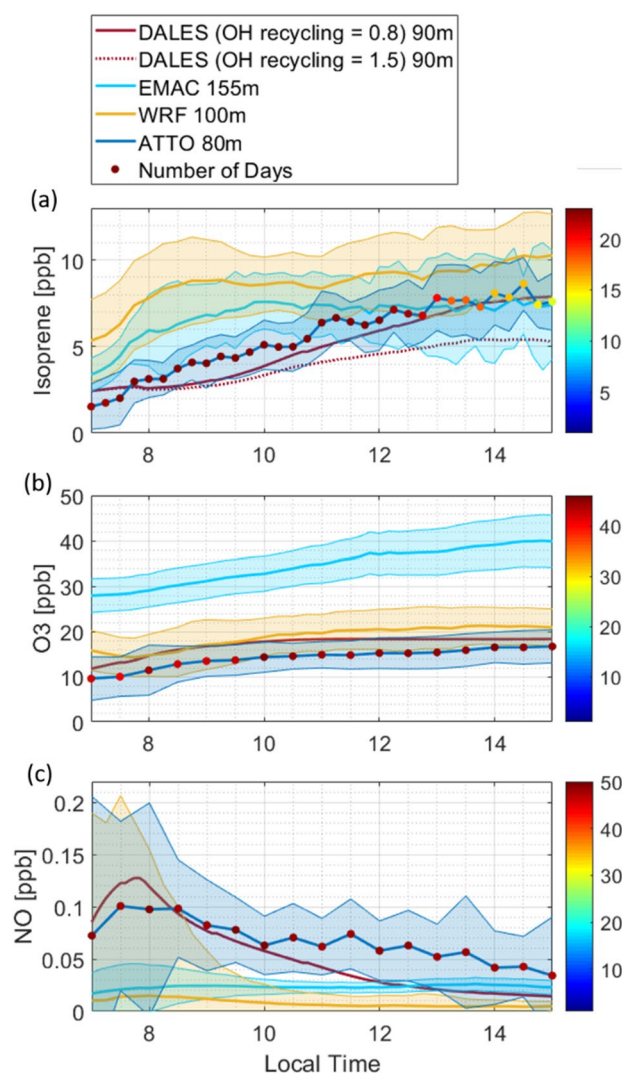 DALES (OH recycling = 0.8) 90m
DALES (OH recycling = 1.5) 90m
EMAC 155m
WRF 100m
ATTO 80m
Number of Days
(a)
Isoprene [ppb]
10
5
0
8 10 12 14
20
15
10
5
(b)
O3 [ppb]
50
40
30
20
10
0
8 10 12 14
40
30
20
10
(c)
NO [ppb]
0.2
0.15
0.1
0.05
0
8 10 12 14
50
40
30
20
10
Local Time